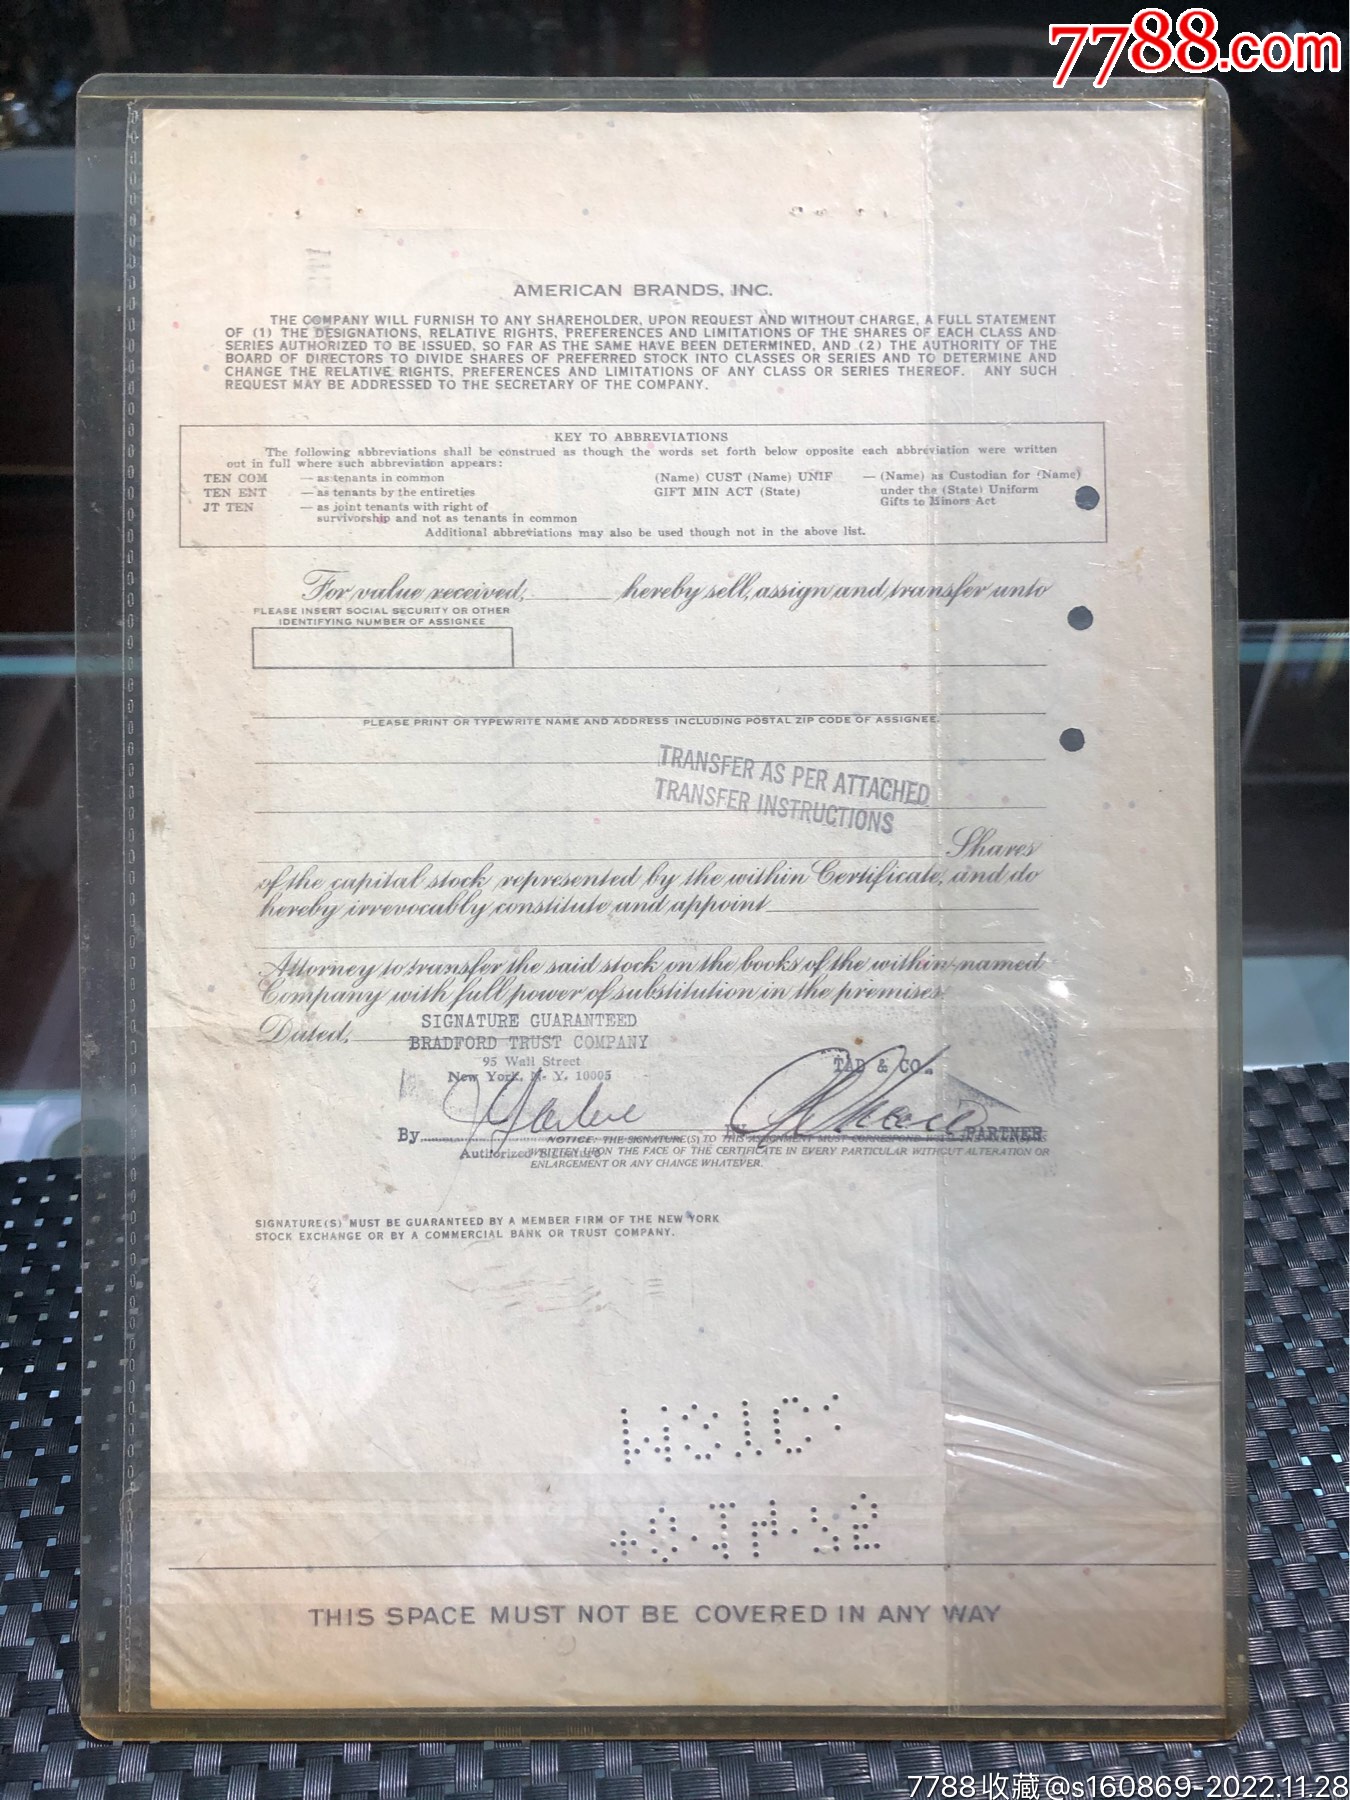 7788.com
AMERICAN BRANDS, INC.
THE COMPANY WILL FURNISH TO ANY SHAREHOLDER, UPON REQUEST AND WITHOUT CHARGE, A FULL STATEMENT
OF (1) THE DESIGNATIONS, RELATIVE RIGHTS, PREFERENCES AND LIMITATIONS OF THE SHARES OF EACH CLASS AND
SERIES AUTHORIZED TO BE ISSUED, SO FAR AS THE SAME HAVE BEEN DETERMINED, AND (2) THE AUTHORITY OF THE
BOARD OF DIRECTORS TO DIVIDE SHARES OF PREFERRED STOCK INTO CLASSES OR SERIES AND TO DETERMINE AND
CHANGE THE RELATIVE RIGHTS, PREFERENCES AND LIMITATIONS OF ANY CLASS OR SERIES THEREOF. ANY SUCH
REQUEST MAY BE ADDRESSED TO THE SECRETARY OF THE COMPANY.
KEY TO ABBREVIATIONS
The following abbreviations shall be construed as though the words set forth below opposite each abbreviation were written
out in full where such abbreviation appears:
TEN COM — as tenants in common (Name) CUST (Name) UNIF — (Name) as Custodian for (Name)
TEN ENT — as tenants by the entireties GIFT MIN ACT (State) under the (State) Uniform
JT TEN — as joint tenants with right of Gifts to Minors Act
survivorship and not as tenants in common
Additional abbreviations may also be used though not in the above list.
For value received, hereby sell, assign and transfer unto
PLEASE INSERT SOCIAL SECURITY OR OTHER
IDENTIFYING NUMBER OF ASSIGNEE
PLEASE PRINT OR TYPEWRITE NAME AND ADDRESS INCLUDING POSTAL ZIP CODE OF ASSIGNEE.
TRANSFER AS PER ATTACHED
TRANSFER INSTRUCTIONS
Shares
of the capital stock represented by the within Certificate, and do
hereby irrevocably constitute and appoint
Attorney to transfer the said stock on the books of the within-named
Company with full power of substitution in the premises.
Dated,
SIGNATURE GUARANTEED
BRADFORD TRUST COMPANY
95 Wall Street
New York, N. Y. 10005
TAD & CO.
By
PARTNER
Authorized
NOTICE: THE SIGNATURE(S) TO THIS ASSIGNMENT MUST CORRESPOND
WRITTEN UPON THE FACE OF THE CERTIFICATE IN EVERY PARTICULAR WITHOUT ALTERATION OR
ENLARGEMENT OR ANY CHANGE WHATEVER.
SIGNATURE(S) MUST BE GUARANTEED BY A MEMBER FIRM OF THE NEW YORK
STOCK EXCHANGE OR BY A COMMERCIAL BANK OR TRUST COMPANY.
THIS SPACE MUST NOT BE COVERED IN ANY WAY
7788收藏@s160869-2022.11.28